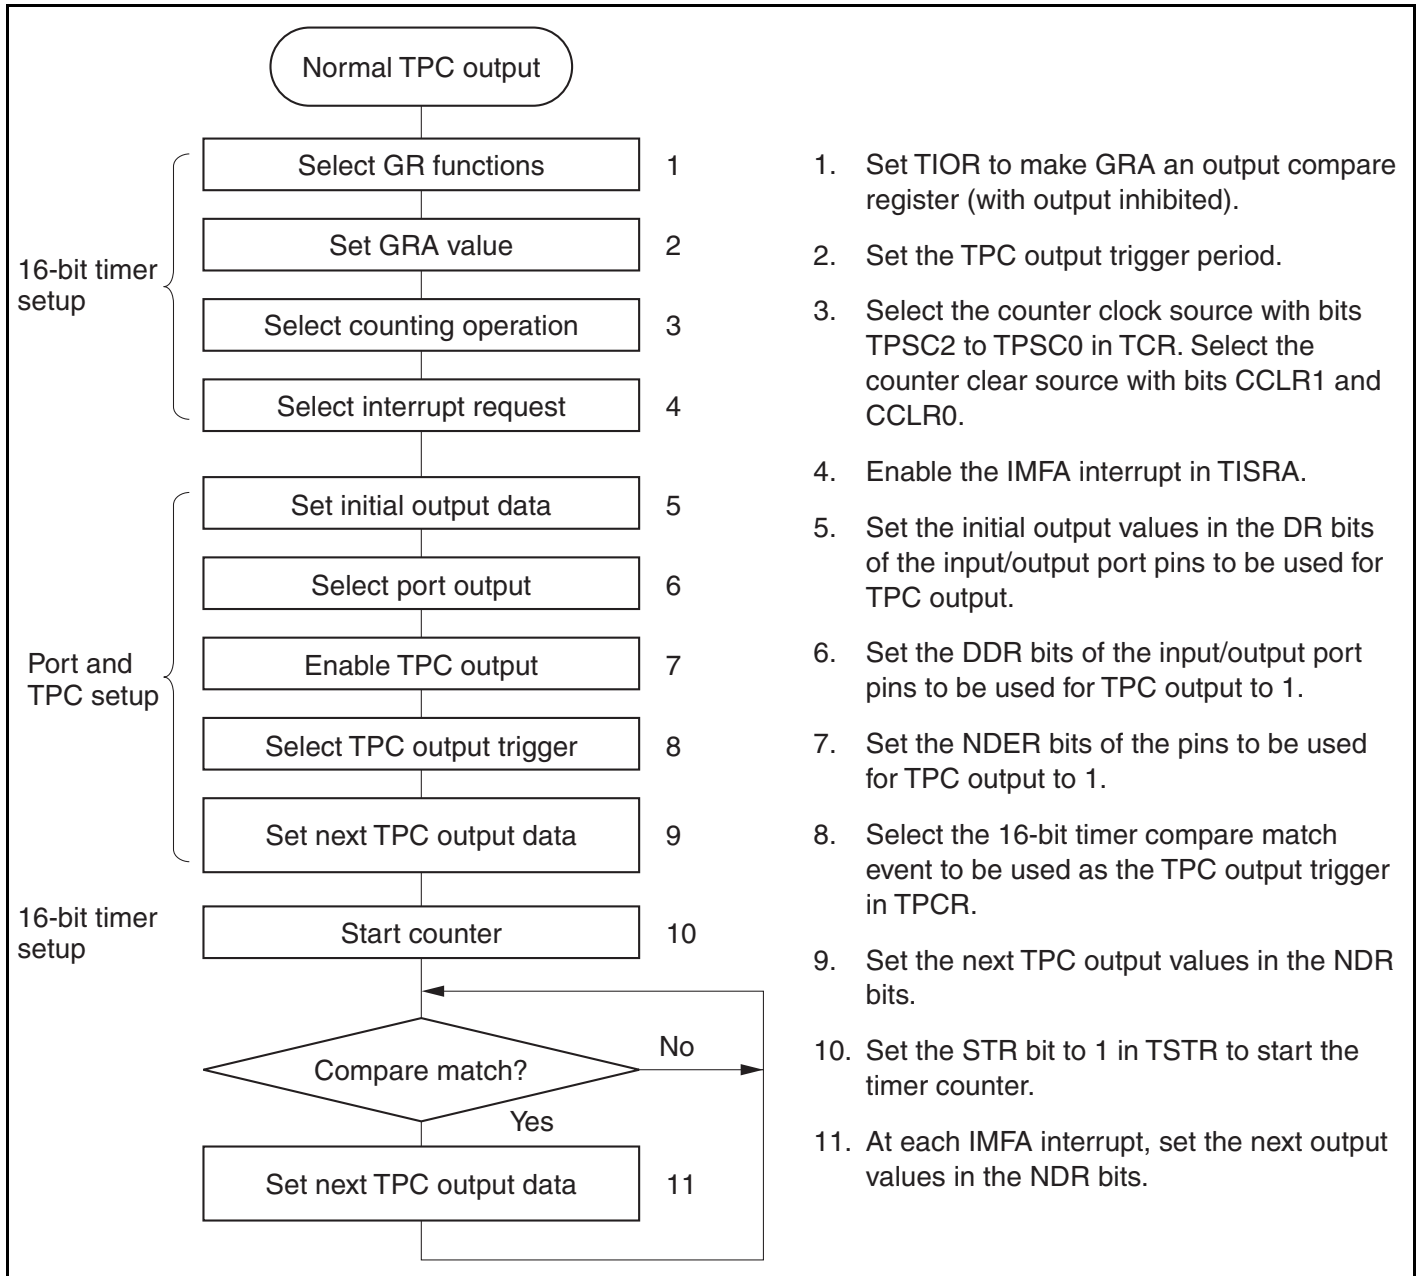 Normal TPC output
16-bit timer
setup
Select GR functions
1
Set GRA value
2
Select counting operation
3
Select interrupt request
4
Port and
TPC setup
Set initial output data
5
Select port output
6
Enable TPC output
7
Select TPC output trigger
8
Set next TPC output data
9
16-bit timer
setup
Start counter
10
Compare match?
No
Yes
Set next TPC output data
11
1. Set TIOR to make GRA an output compare
register (with output inhibited).
2. Set the TPC output trigger period.
3. Select the counter clock source with bits
TPSC2 to TPSC0 in TCR. Select the
counter clear source with bits CCLR1 and
CCLR0.
4. Enable the IMFA interrupt in TISRA.
5. Set the initial output values in the DR bits
of the input/output port pins to be used for
TPC output.
6. Set the DDR bits of the input/output port
pins to be used for TPC output to 1.
7. Set the NDER bits of the pins to be used
for TPC output to 1.
8. Select the 16-bit timer compare match
event to be used as the TPC output trigger
in TPCR.
9. Set the next TPC output values in the NDR
bits.
10. Set the STR bit to 1 in TSTR to start the
timer counter.
11. At each IMFA interrupt, set the next output
values in the NDR bits.